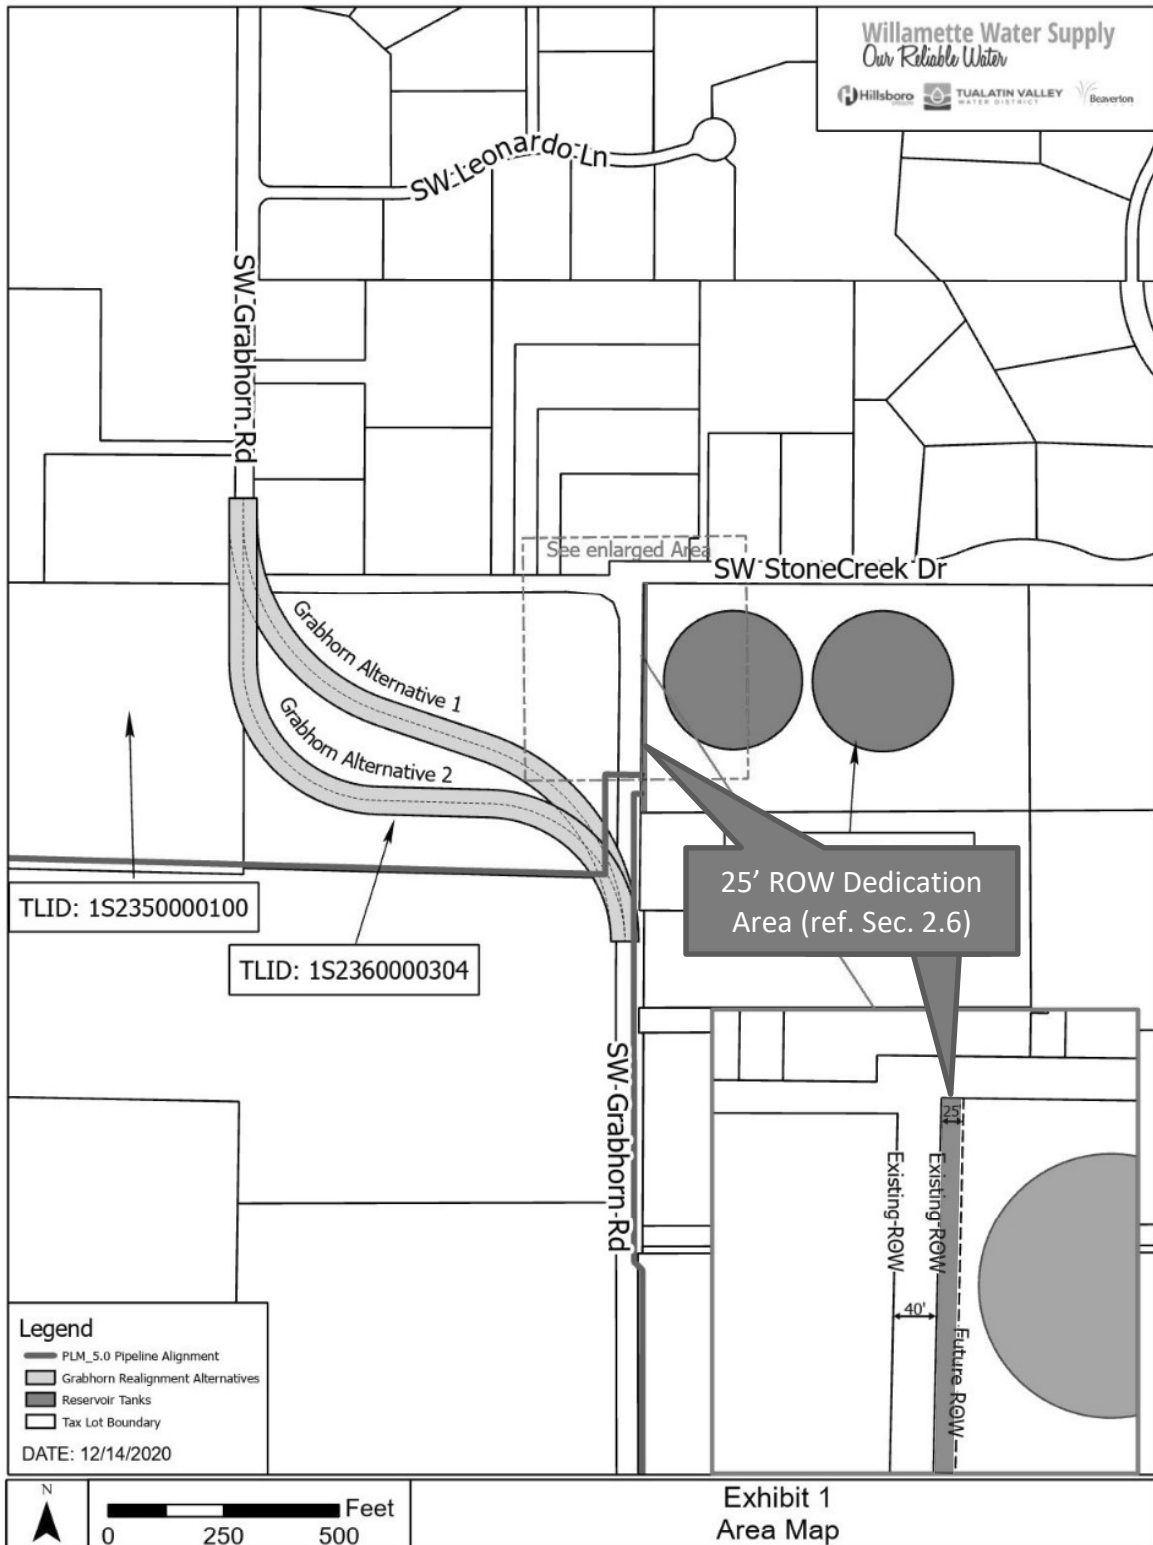 Willamette Water Supply
Our Reliable Water
Hillsboro
TUALATIN VALLEY
WATER DISTRICT
Beaverton
SW Leonardo Ln
SW Grabhorn Rd
See enlarged Area
SW StoneCreek Dr
Grabhorn Alternative 1
Grabhorn Alternative 2
25' ROW Dedication
Area (ref. Sec. 2.6)
TLID: 1S2350000100
TLID: 1S2360000304
SW Grabhorn Rd
25'
Existing ROW
Existing ROW
40'
Future ROW
Legend
PLM_5.0 Pipeline Alignment
Grabhorn Realignment Alternatives
Reservoir Tanks
Tax Lot Boundary
DATE: 12/14/2020
N
Feet
0 250 500
Exhibit 1
Area Map